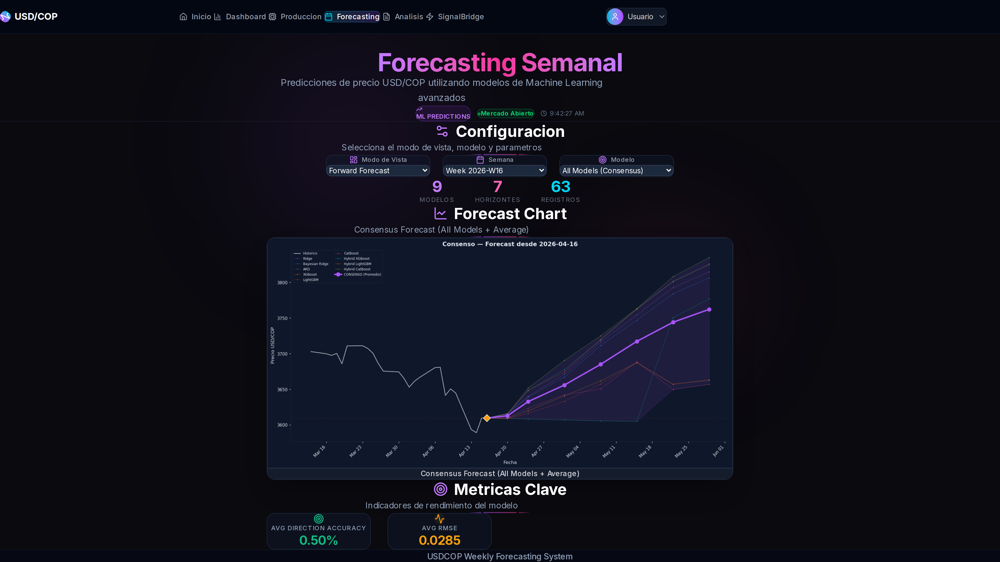 USD/COP
Inicio
Dashboard
Produccion
Forecasting
Analisis
SignalBridge
Usuario
Forecasting Semanal
Predicciones de precio USD/COP utilizando modelos de Machine Learning
avanzados
ML PREDICTIONS
Mercado Abierto
9:42:27 AM
Configuracion
Selecciona el modo de vista, modelo y parametros
Modo de Vista
Forward Forecast
Semana
Week 2026-W16
Modelo
All Models (Consensus)
9
MODELOS
7
HORIZONTES
63
REGISTROS
Forecast Chart
Consensus Forecast (All Models + Average)
Consenso — Forecast desde 2026-04-16
Historico
Ridge
Bayesian Ridge
ARD
XGBoost
LightGBM
CatBoost
Hybrid XGBoost
Hybrid LightGBM
Hybrid CatBoost
CONSENSO (Promedio)
Precio USD/COP
3800
3750
3700
3650
3600
Mar 16
Mar 23
Mar 30
Apr 06
Apr 13
Apr 20
Apr 27
May 04
May 11
May 18
May 25
Jun 01
Fecha
Consensus Forecast (All Models + Average)
Metricas Clave
Indicadores de rendimiento del modelo
AVG DIRECTION ACCURACY
0.50%
AVG RMSE
0.0285
USDCOP Weekly Forecasting System